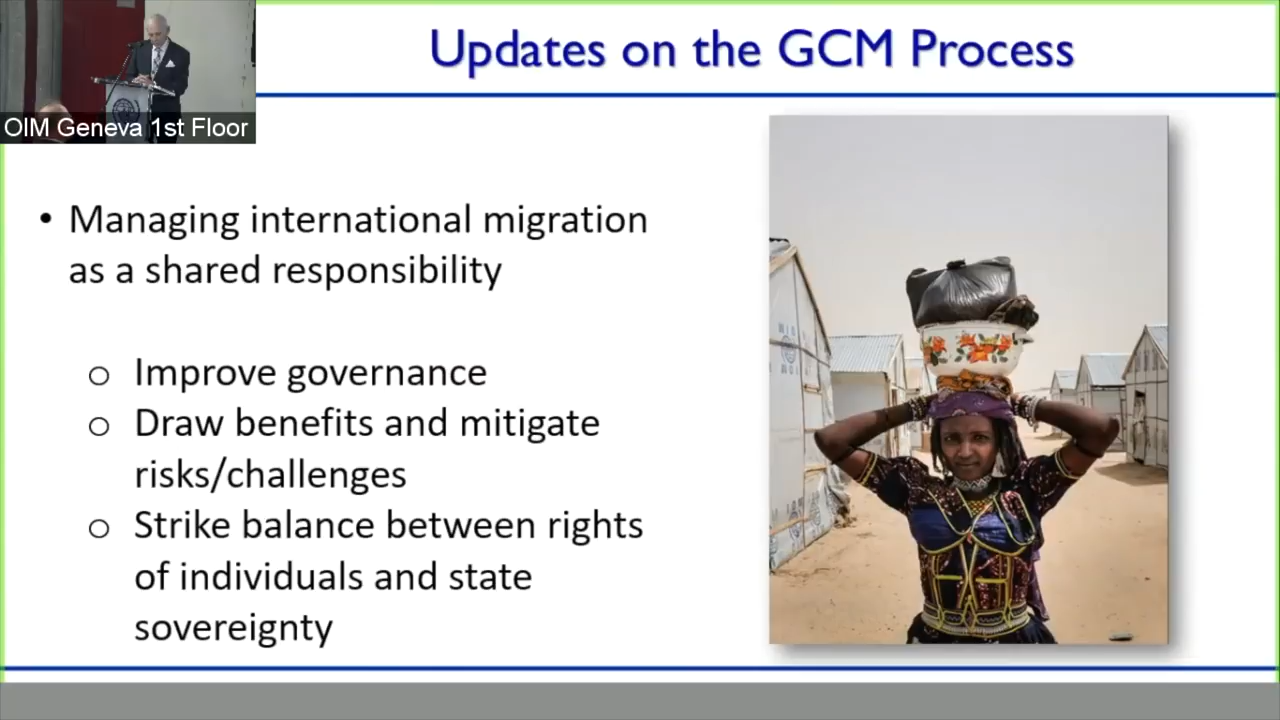 Updates on the GCM Process
OIM Geneva 1st Floor
• Managing international migration
as a shared responsibility
o Improve governance
o Draw benefits and mitigate
risks/challenges
o Strike balance between rights
of individuals and state
sovereignty